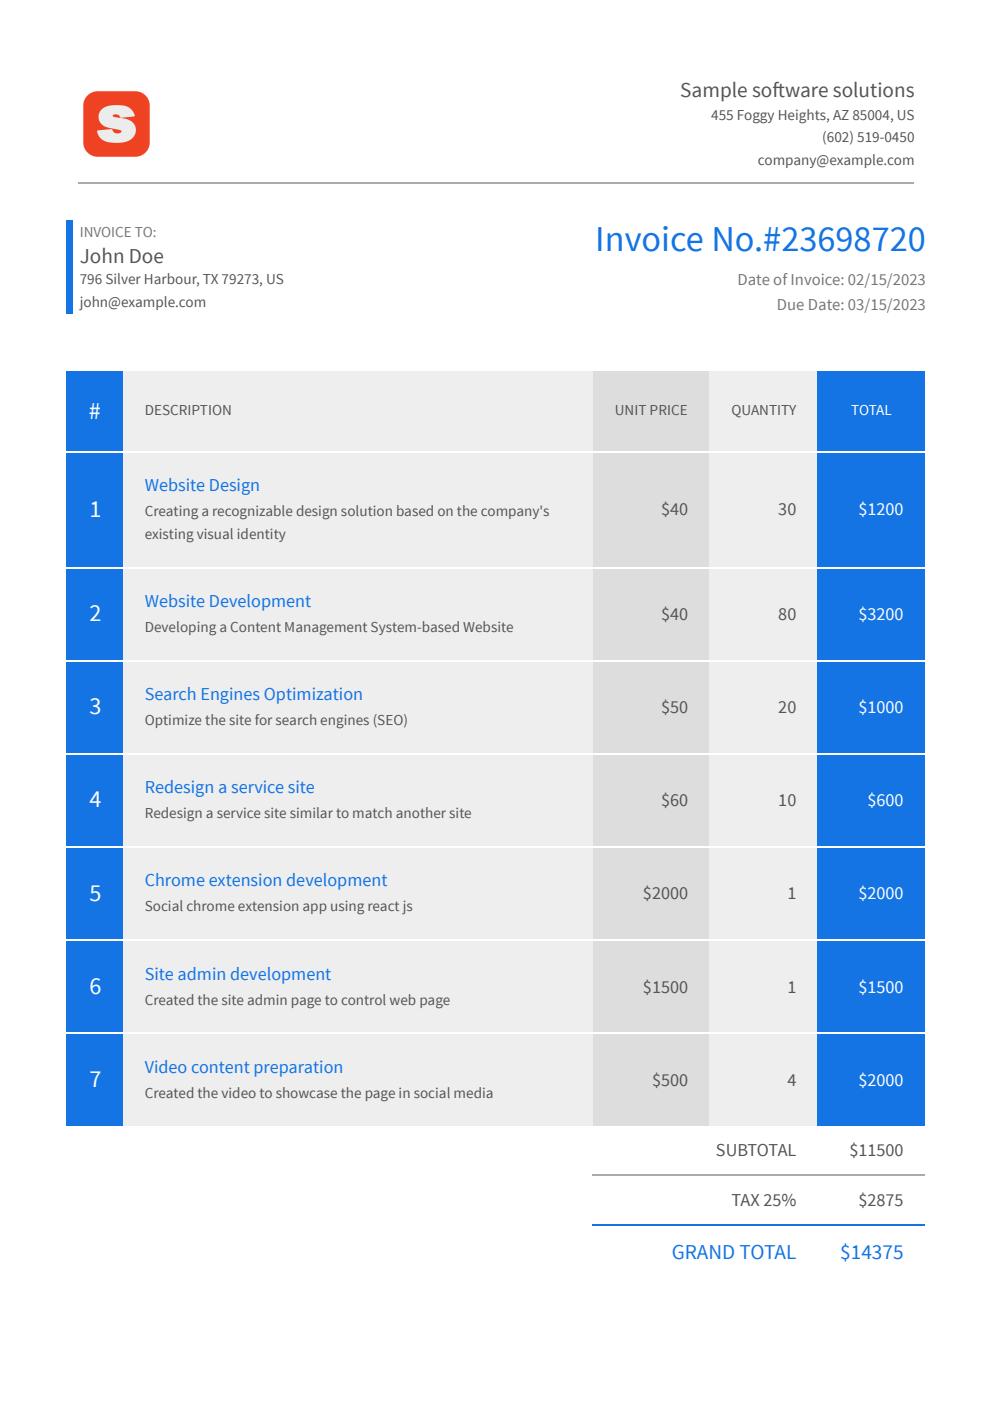 S
Sample software solutions
455 Foggy Heights, AZ 85004, US
(602) 519-0450
company@example.com
INVOICE TO:
John Doe
796 Silver Harbour, TX 79273, US
john@example.com
Invoice No.#23698720
Date of Invoice: 02/15/2023
Due Date: 03/15/2023
# DESCRIPTION UNIT PRICE QUANTITY TOTAL
1 Website Design $40 30 $1200
Creating a recognizable design solution based on the company's
existing visual identity
2 Website Development $40 80 $3200
Developing a Content Management System-based Website
3 Search Engines Optimization $50 20 $1000
Optimize the site for search engines (SEO)
4 Redesign a service site $60 10 $600
Redesign a service site similar to match another site
5 Chrome extension development $2000 1 $2000
Social chrome extension app using react js
6 Site admin development $1500 1 $1500
Created the site admin page to control web page
7 Video content preparation $500 4 $2000
Created the video to showcase the page in social media
SUBTOTAL $11500
TAX 25% $2875
GRAND TOTAL $14375